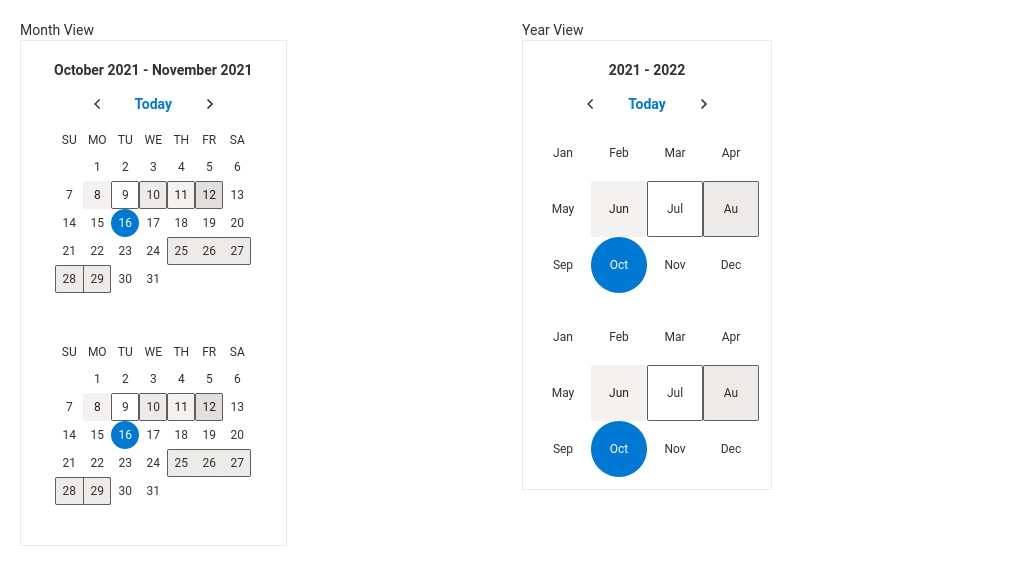 Month View
October 2021 - November 2021
Today
SU MO TU WE TH FR SA
1 2 3 4 5 6
7 8 9 10 11 12 13
14 15 16 17 18 19 20
21 22 23 24 25 26 27
28 29 30 31
SU MO TU WE TH FR SA
1 2 3 4 5 6
7 8 9 10 11 12 13
14 15 16 17 18 19 20
21 22 23 24 25 26 27
28 29 30 31
Year View
2021 - 2022
Today
Jan Feb Mar Apr
May Jun Jul Au
Sep Oct Nov Dec
Jan Feb Mar Apr
May Jun Jul Au
Sep Oct Nov Dec